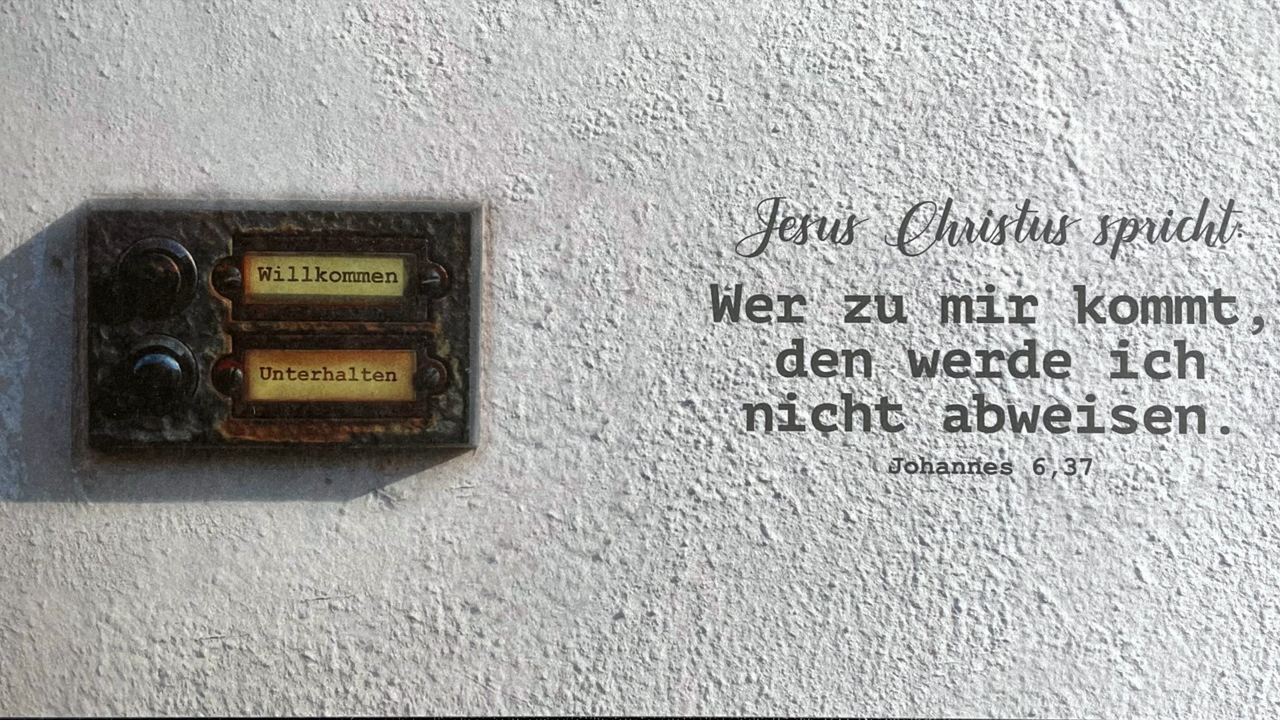 Willkommen
Unterhalten
Jesus Christus spricht:
Wer zu mir kommt,
den werde ich
nicht abweisen.
Johannes 6,37